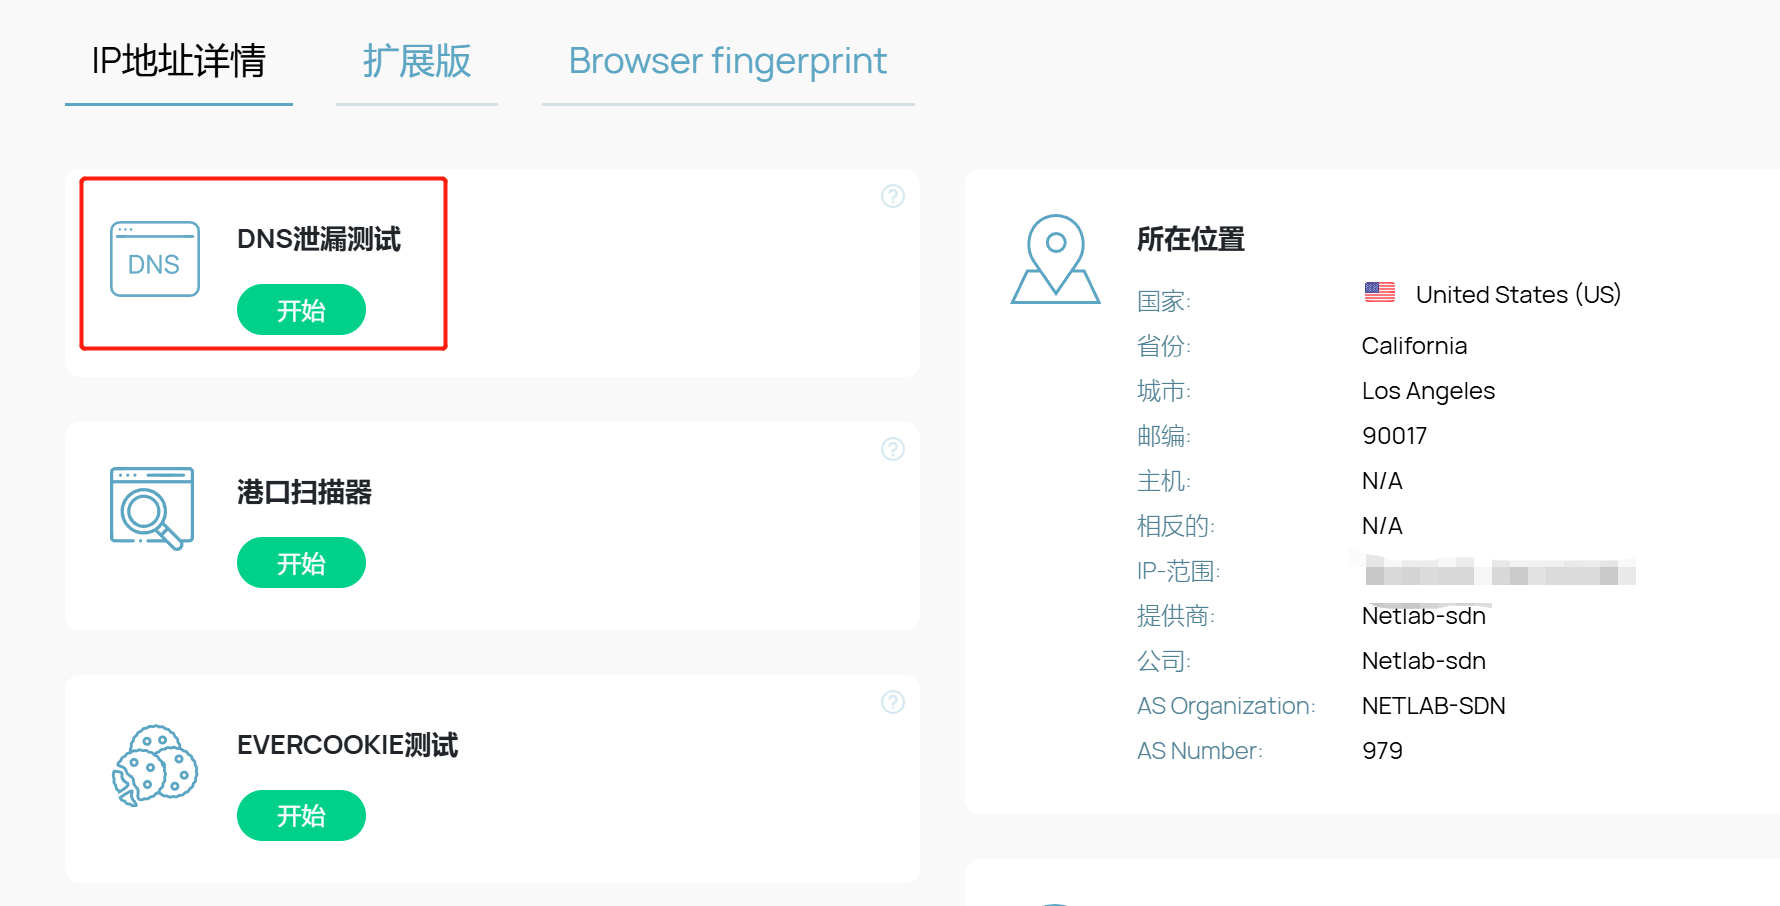 IP地址详情
扩展版
Browser fingerprint
DNS
DNS泄漏测试
开始
港口扫描器
开始
EVERCOOKIE测试
开始
所在位置
国家: United States (US)
省份: California
城市: Los Angeles
邮编: 90017
主机: N/A
相反的: N/A
IP-范围:
提供商: Netlab-sdn
公司: Netlab-sdn
AS Organization: NETLAB-SDN
AS Number: 979